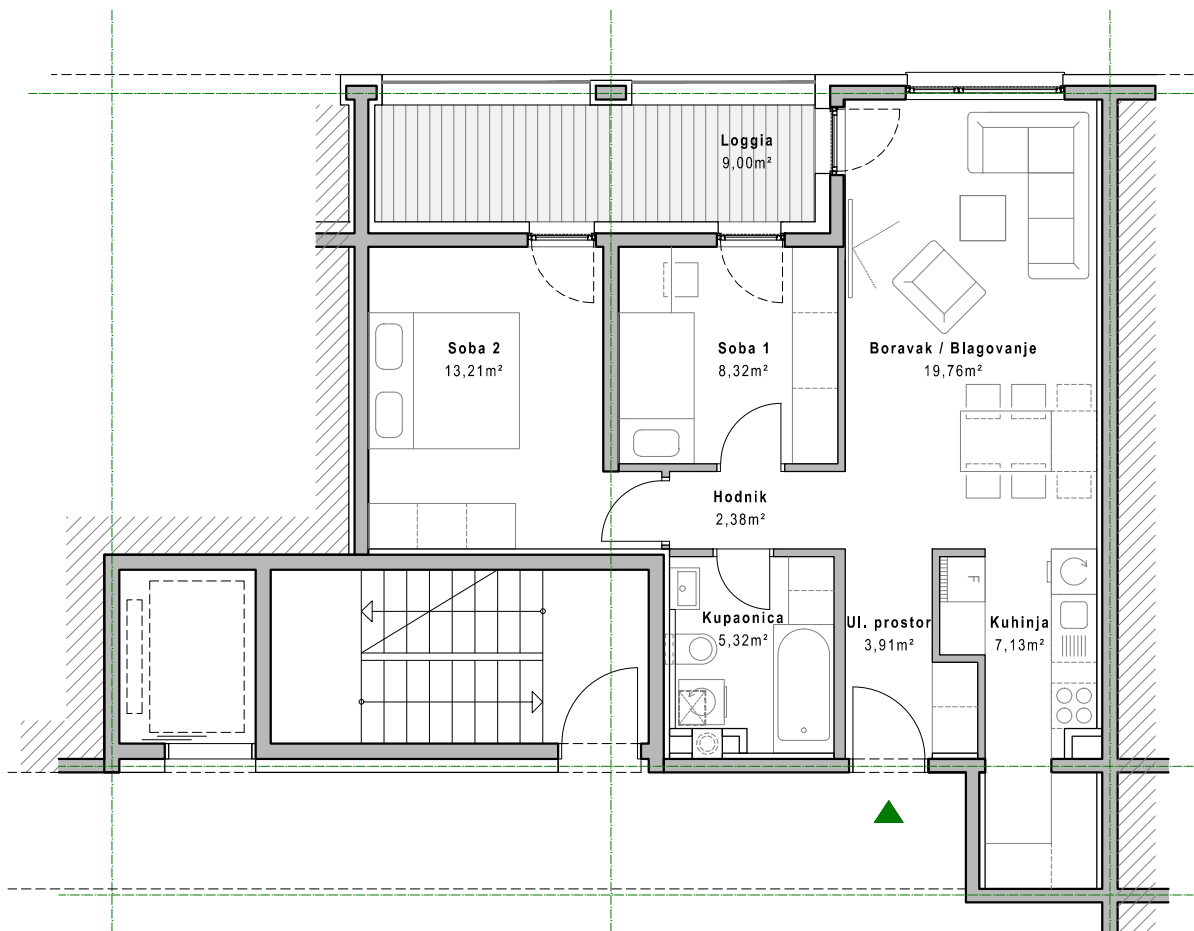 Loggia
9,00m²
Soba 2
13,21m²
Soba 1
8,32m²
Boravak / Blagovanje
19,76m²
Hodnik
2,38m²
Kupaonica
5,32m²
Ul. prostor
3,91m²
F
Kuhinja
7,13m²